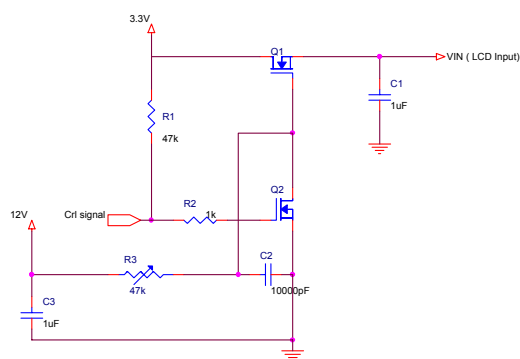 3.3V
Q1
VIN ( LCD Input)
C1
1uF
R1
47k
Q2
R2
1k
Crl signal
12V
R3
47k
C2
10000pF
C3
1uF